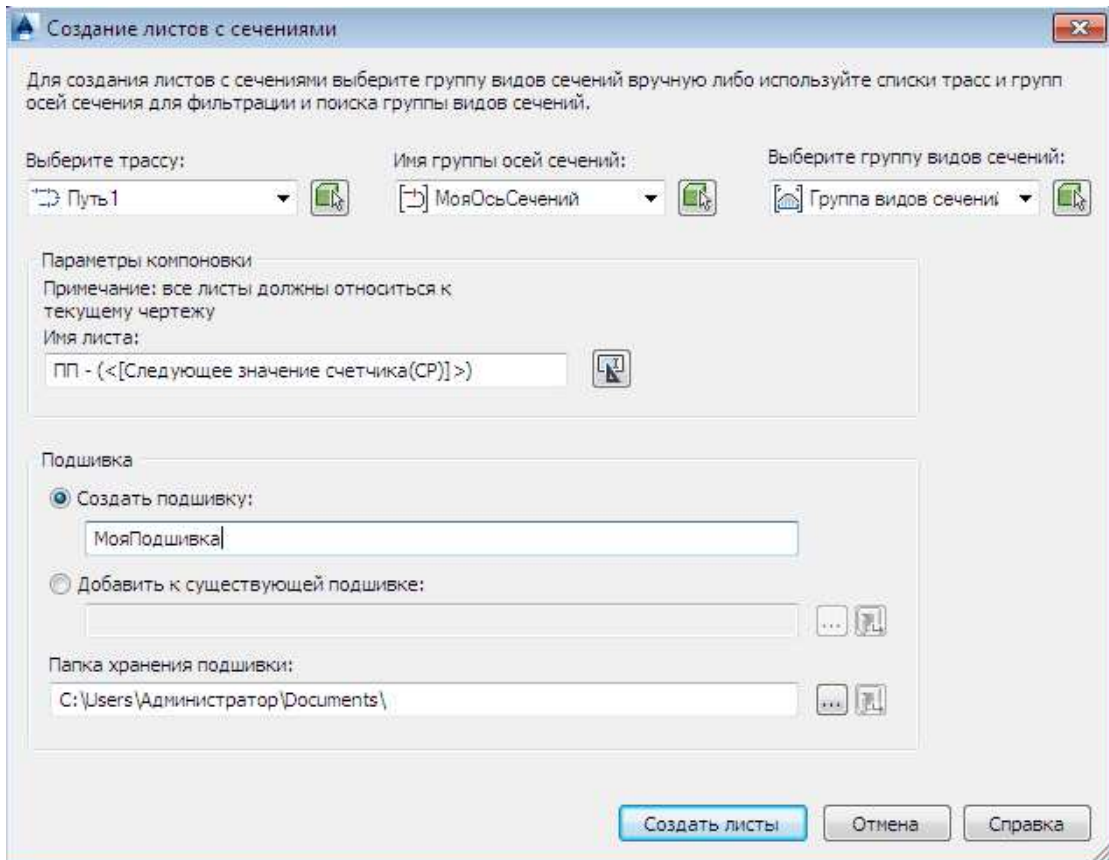 Создание листов с сечениями
Для создания листов с сечениями выберите группу видов сечений вручную либо используйте списки трасс и групп
осей сечения для фильтрации и поиска группы видов сечений.
Выберите трассу:
Имя группы осей сечений:
Выберите группу видов сечений:
Путь1
МояОсьСечений
Группа видов сечений
Параметры компоновки
Примечание: все листы должны относиться к
текущему чертежу
Имя листа:
ПП - (<[Следующее значение счетчика(CP)]>)
Подшивка
Создать подшивку:
МояПодшивка
Добавить к существующей подшивке:
...
Папка хранения подшивки:
C:\Users\Администратор\Documents\
...
Создать листы
Отмена
Справка